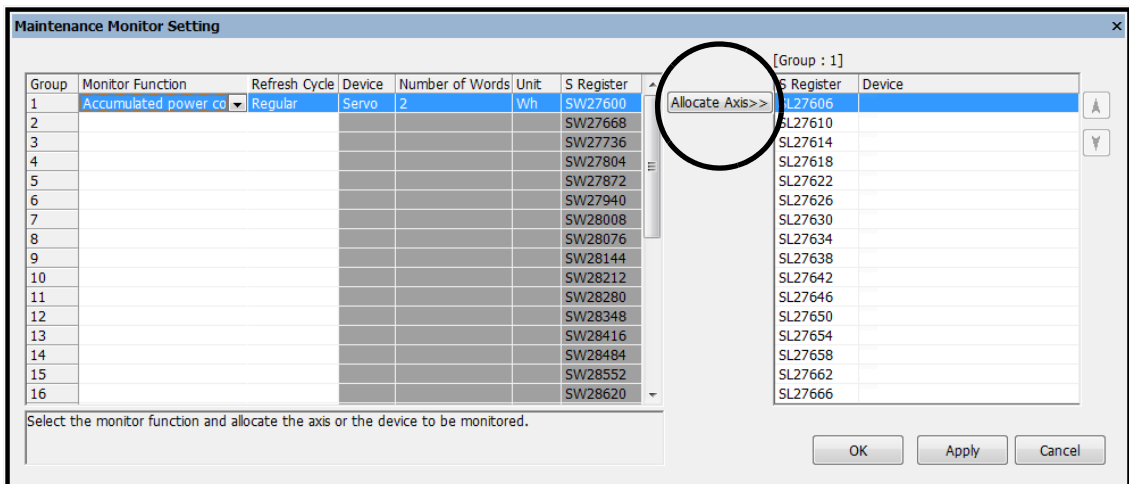 Maintenance Monitor Setting
[Group : 1]
Group Monitor Function Refresh Cycle Device Number of Words Unit S Register S Register Device
1 Accumulated power co Regular Servo 2 Wh SW27600 Allocate Axis>> SL27606
2 SW27668 SL27610
3 SW27736 SL27614
4 SW27804 SL27618
5 SW27872 SL27622
6 SW27940 SL27626
7 SW28008 SL27630
8 SW28076 SL27634
9 SW28144 SL27638
10 SW28212 SL27642
11 SW28280 SL27646
12 SW28348 SL27650
13 SW28416 SL27654
14 SW28484 SL27658
15 SW28552 SL27662
16 SW28620 SL27666
Select the monitor function and allocate the axis or the device to be monitored.
OK Apply Cancel